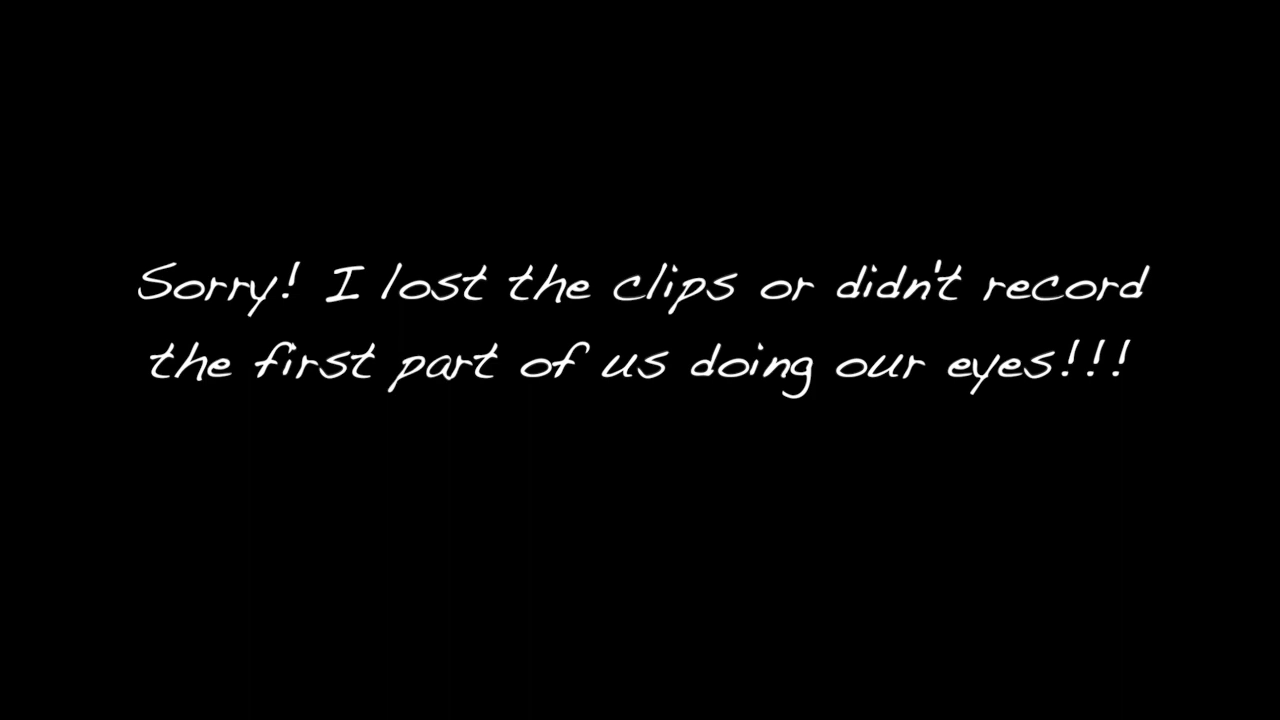 Sorry! I lost the clips or didn't record
the first part of us doing our eyes!!!